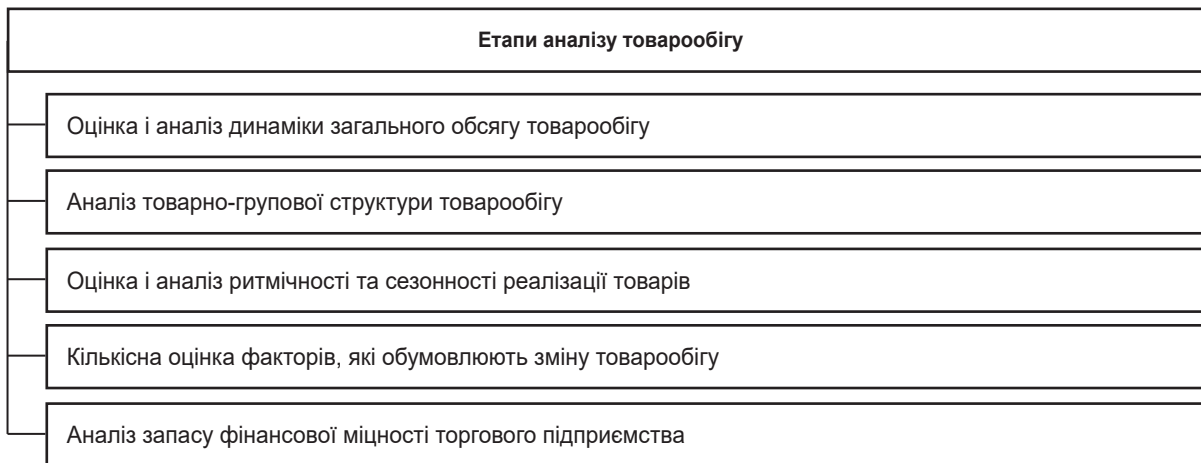 Етапи аналізу товарообігу
Оцінка і аналіз динаміки загального обсягу товарообігу
Аналіз товарно-групової структури товарообігу
Оцінка і аналіз ритмічності та сезонності реалізації товарів
Кількісна оцінка факторів, які обумовлюють зміну товарообігу
Аналіз запасу фінансової міцності торгового підприємства